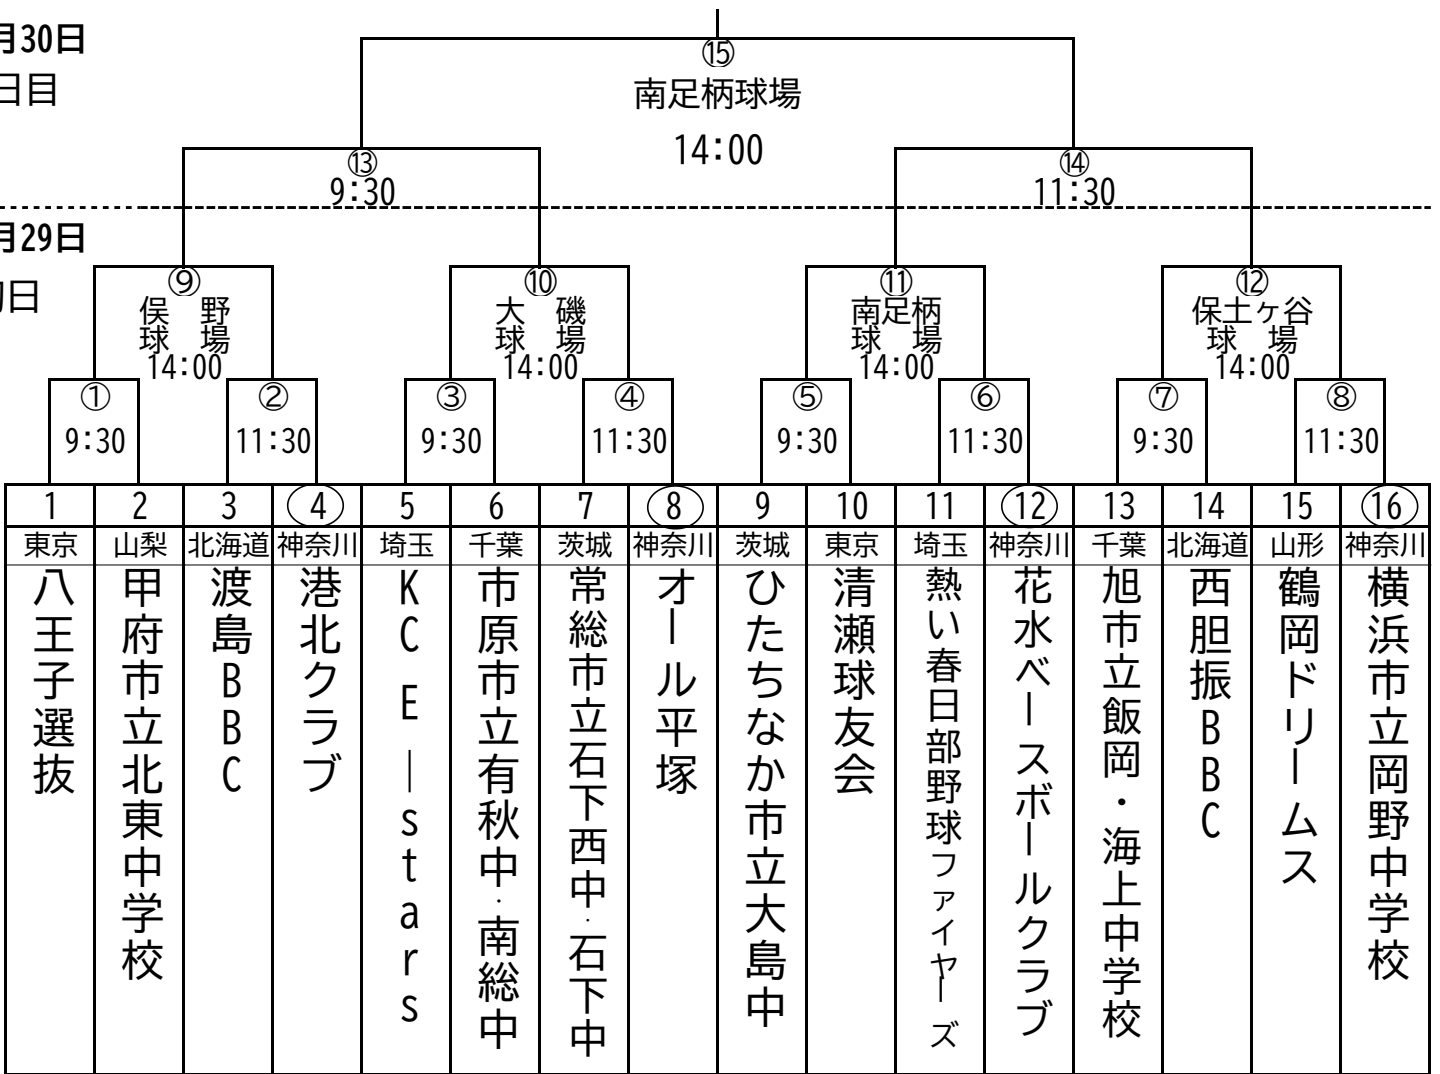 月30日
⑮
日目
南足柄球場
14:00
⑬
9:30
⑭
11:30
月29日
日
⑨
俣野
球場
14:00
⑩
大磯
球場
14:00
⑪
南足柄
球場
14:00
⑫
保土ヶ谷
球場
14:00
①
9:30
②
11:30
③
9:30
④
11:30
⑤
9:30
⑥
11:30
⑦
9:30
⑧
11:30
1 2 3 4 5 6 7 8 9 10 11 12 13 14 15 16
東京 山梨 北海道 神奈川 埼玉 千葉 茨城 神奈川 茨城 東京 埼玉 神奈川 千葉 北海道 山形 神奈川
八王子選抜
甲府市立北東中学校
渡島BBC
港北クラブ
KC E―stars
市原市立有秋中・南総中
常総市立石下西中・石下中
オール平塚
ひたちなか市立大島中
清瀬球友会
熱い春日部野球ファイヤーズ
花水ベースボールクラブ
旭市立飯岡・海上中学校
西胆振BBC
鶴岡ドリームス
横浜市立岡野中学校